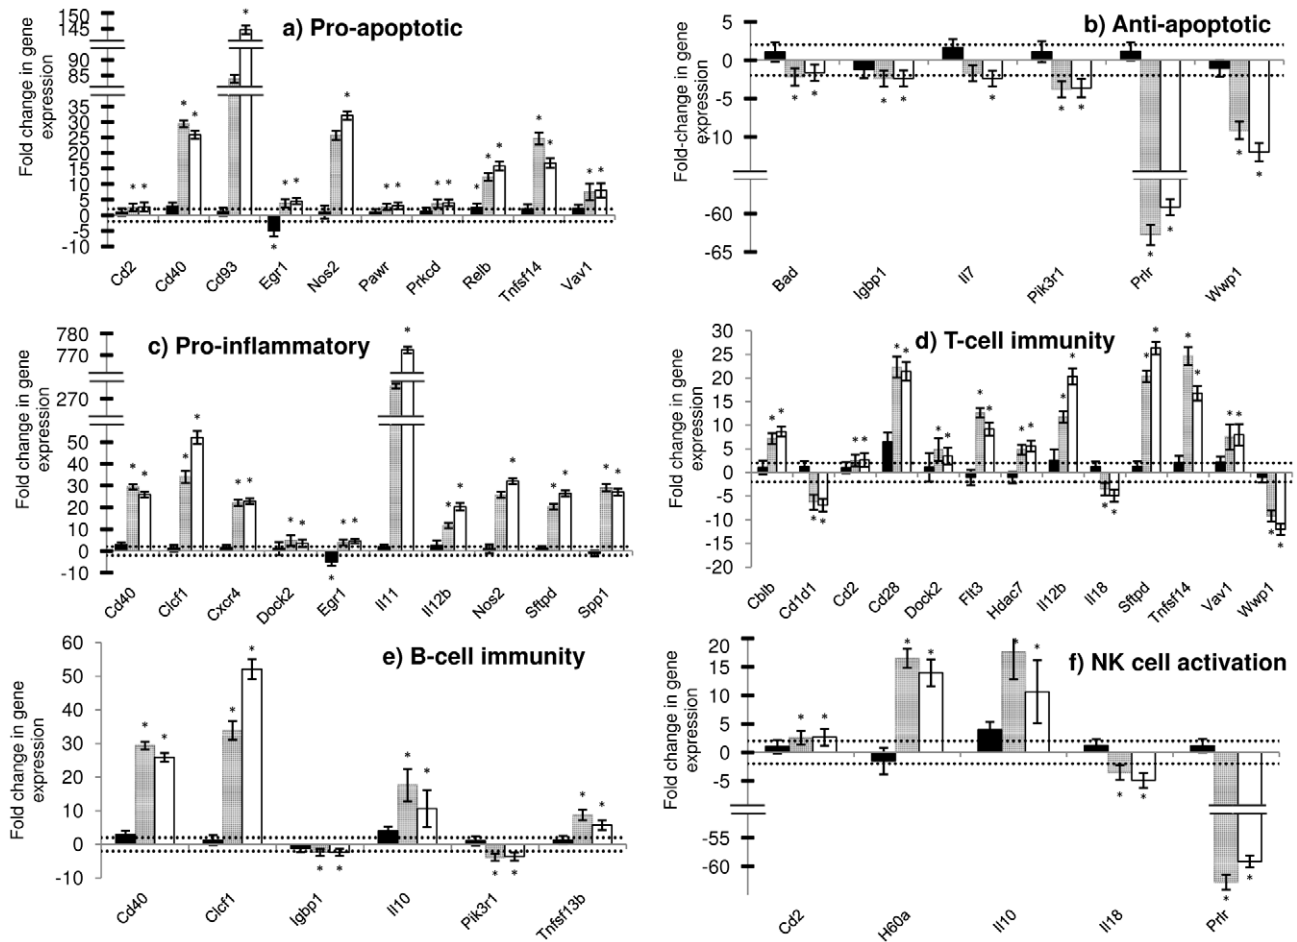 a) Pro-apoptotic
Fold change in gene
expression
150
145
90
85
35
30
25
20
15
10
5
0
-5
-10
* * * * * * * * * * * * * * * * * * *
Cd2 Cd40 Cd93 Egr1 Nos2 Pawr Prkcd Relb Tnfsf14 Vav1
b) Anti-apoptotic
Fold-change in gene
expression
5
0
-5
-10
-60
-65
* * * * * * * * * * *
Bad Igbp1 Il7 Pik3r1 Prlr Wwp1
c) Pro-inflammatory
Fold change in gene
expression
780
770
270
50
40
30
20
10
0
-10
* * * * * * * * * * * * * * * * * * *
Cd40 Clcf1 Cxcr4 Dock2 Egr1 Il11 Il12b Nos2 Sftpd Spp1
d) T-cell immunity
Fold change in gene
expression
30
25
20
15
10
5
0
-5
-10
-15
-20
* * * * * * * * * * * * * * * * * * * * * * * * * *
Cblb Cd1d1 Cd2 Cd28 Dock2 Flt3 Hdac7 Il12b Il18 Sftpd Tnfsf14 Vav1 Wwp1
e) B-cell immunity
Fold change in gene
expression
60
50
40
30
20
10
0
-10
* * * * * * * * * * * *
Cd40 Clcf1 Igbp1 Il10 Pik3r1 Tnfsf13b
f) NK cell activation
Fold change in gene
expression
20
15
10
5
0
-5
-55
-60
* * * * * * * * * *
Cd2 H60a Il10 Il18 Prlr